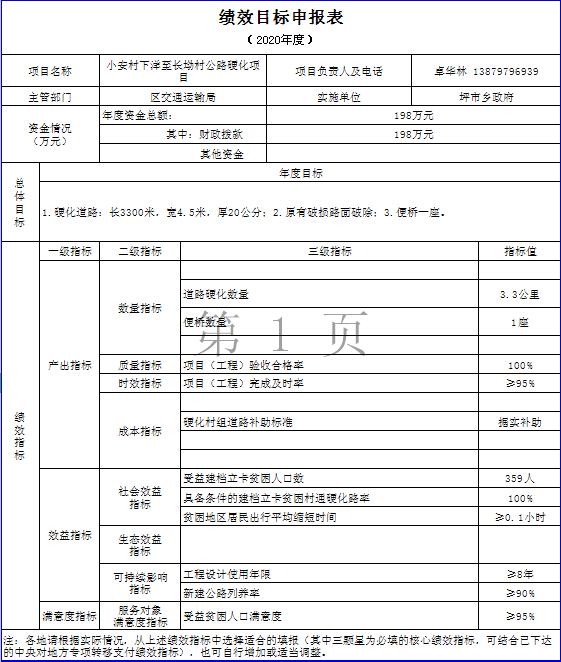 绩效目标申报表
（2020年度）
项目名称 小安村下洋至长坳村公路硬化项目 项目负责人及电话 卓华林 13879796939
主管部门 区交通运输局 实施单位 坪市乡政府
资金情况（万元） 年度资金总额： 198万元
其中：财政拨款 198万元
其他资金
总体目标 年度目标
1.硬化道路：长3300米，宽4.5米，厚20公分；2.原有破损路面破除；3.便桥一座。
绩效指标 一级指标 二级指标 三级指标 指标值
产出指标 数量指标 道路硬化数量 3.3公里
便桥数量 1座
第 1 页
质量指标 项目（工程）验收合格率 100%
时效指标 项目（工程）完成及时率 ≥95%
成本指标 硬化村组道路补助标准 据实补助
效益指标 社会效益指标 受益建档立卡贫困人口数 359人
具备条件的建档立卡贫困村通硬化路率 100%
贫困地区居民出行平均缩短时间 ≥0.1小时
生态效益指标
可持续影响指标 工程设计使用年限 ≥8年
新建公路列养率 ≥90%
满意度指标 服务对象满意度指标 受益贫困人口满意度 ≥95%
注：各地请根据实际情况，从上述绩效指标中选择适合的填报（其中三颗星为必填的核心绩效指标，可结合已下达
的中央对地方专项转移支付绩效指标），也可自行增加或适当调整。